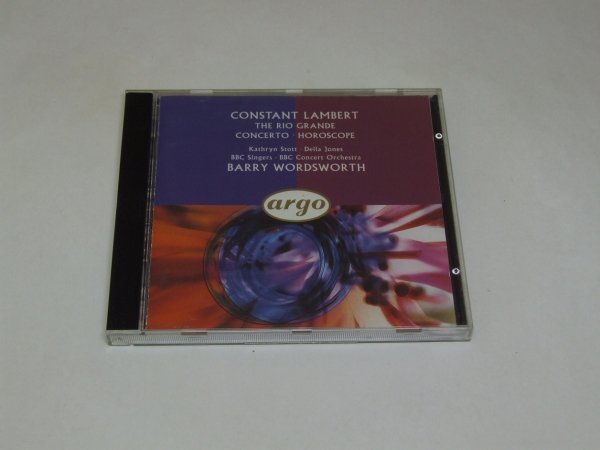 CONSTANT LAMBERT
THE RIO GRANDE
CONCERTO · HOROSCOPE
Kathryn Stott · Della Jones
BBC Singers · BBC Concert Orchestra
BARRY WORDSWORTH
argo